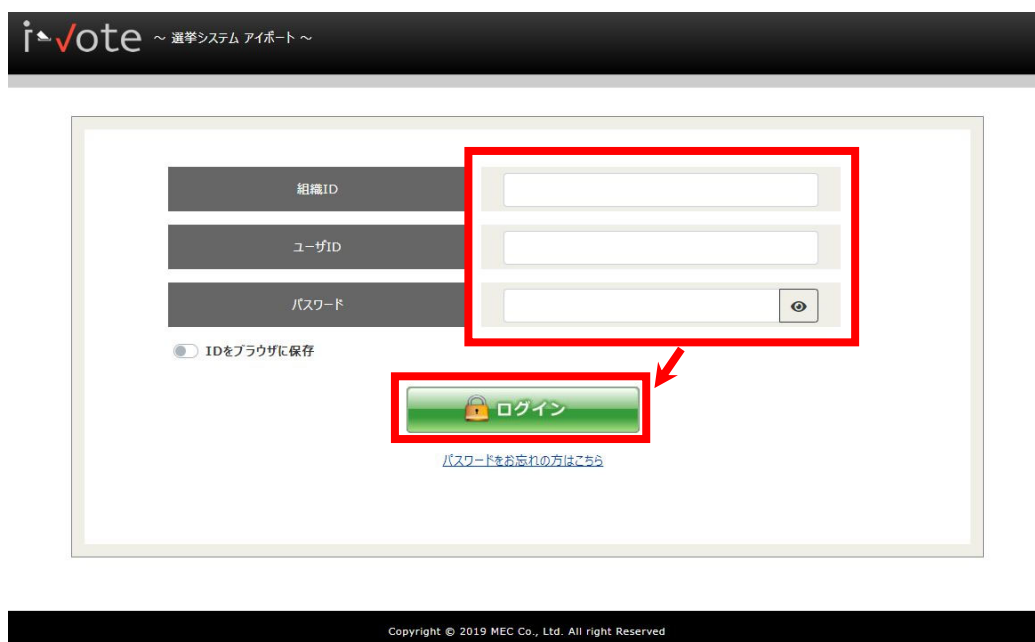 i-vote ～ 選挙システム アイボート ～
組織ID
ユーザID
パスワード
IDをブラウザに保存
ログイン
パスワードをお忘れの方はこちら
Copyright © 2019 MEC Co., Ltd. All right Reserved